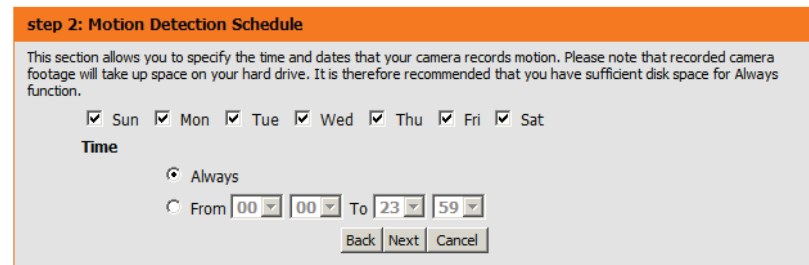 step 2: Motion Detection Schedule
This section allows you to specify the time and dates that your camera records motion. Please note that recorded camera
footage will take up space on your hard drive. It is therefore recommended that you have sufficient disk space for Always
function.
Sun Mon Tue Wed Thu Fri Sat
Time
Always
From 00 00 To 23 59
Back Next Cancel